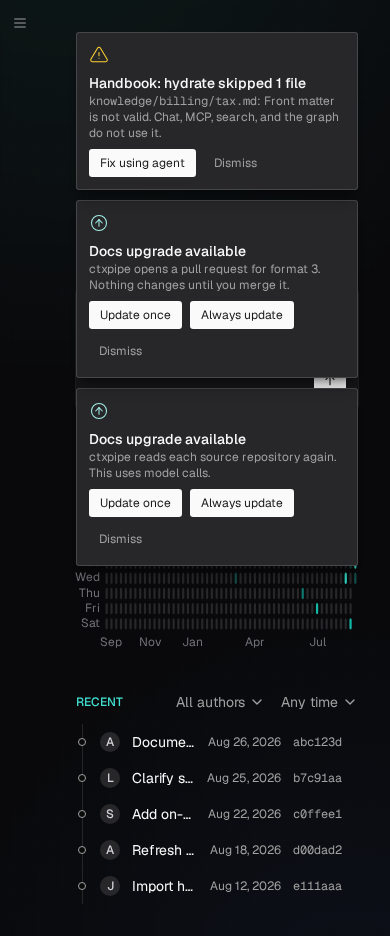 Handbook: hydrate skipped 1 file
knowledge/billing/tax.md: Front matter
is not valid. Chat, MCP, search, and the graph
do not use it.
Fix using agent Dismiss
Docs upgrade available
ctxpipe opens a pull request for format 3.
Nothing changes until you merge it.
Update once Always update
Dismiss
Docs upgrade available
ctxpipe reads each source repository again.
This uses model calls.
Update once Always update
Dismiss
Wed
Thu
Fri
Sat
Sep Nov Jan Apr Jul
RECENT All authors Any time
A Docume... Aug 26, 2026 abc123d
L Clarify s... Aug 25, 2026 b7c91aa
S Add on-... Aug 22, 2026 c0ffee1
A Refresh ... Aug 18, 2026 d00dad2
J Import h... Aug 12, 2026 e111aaa